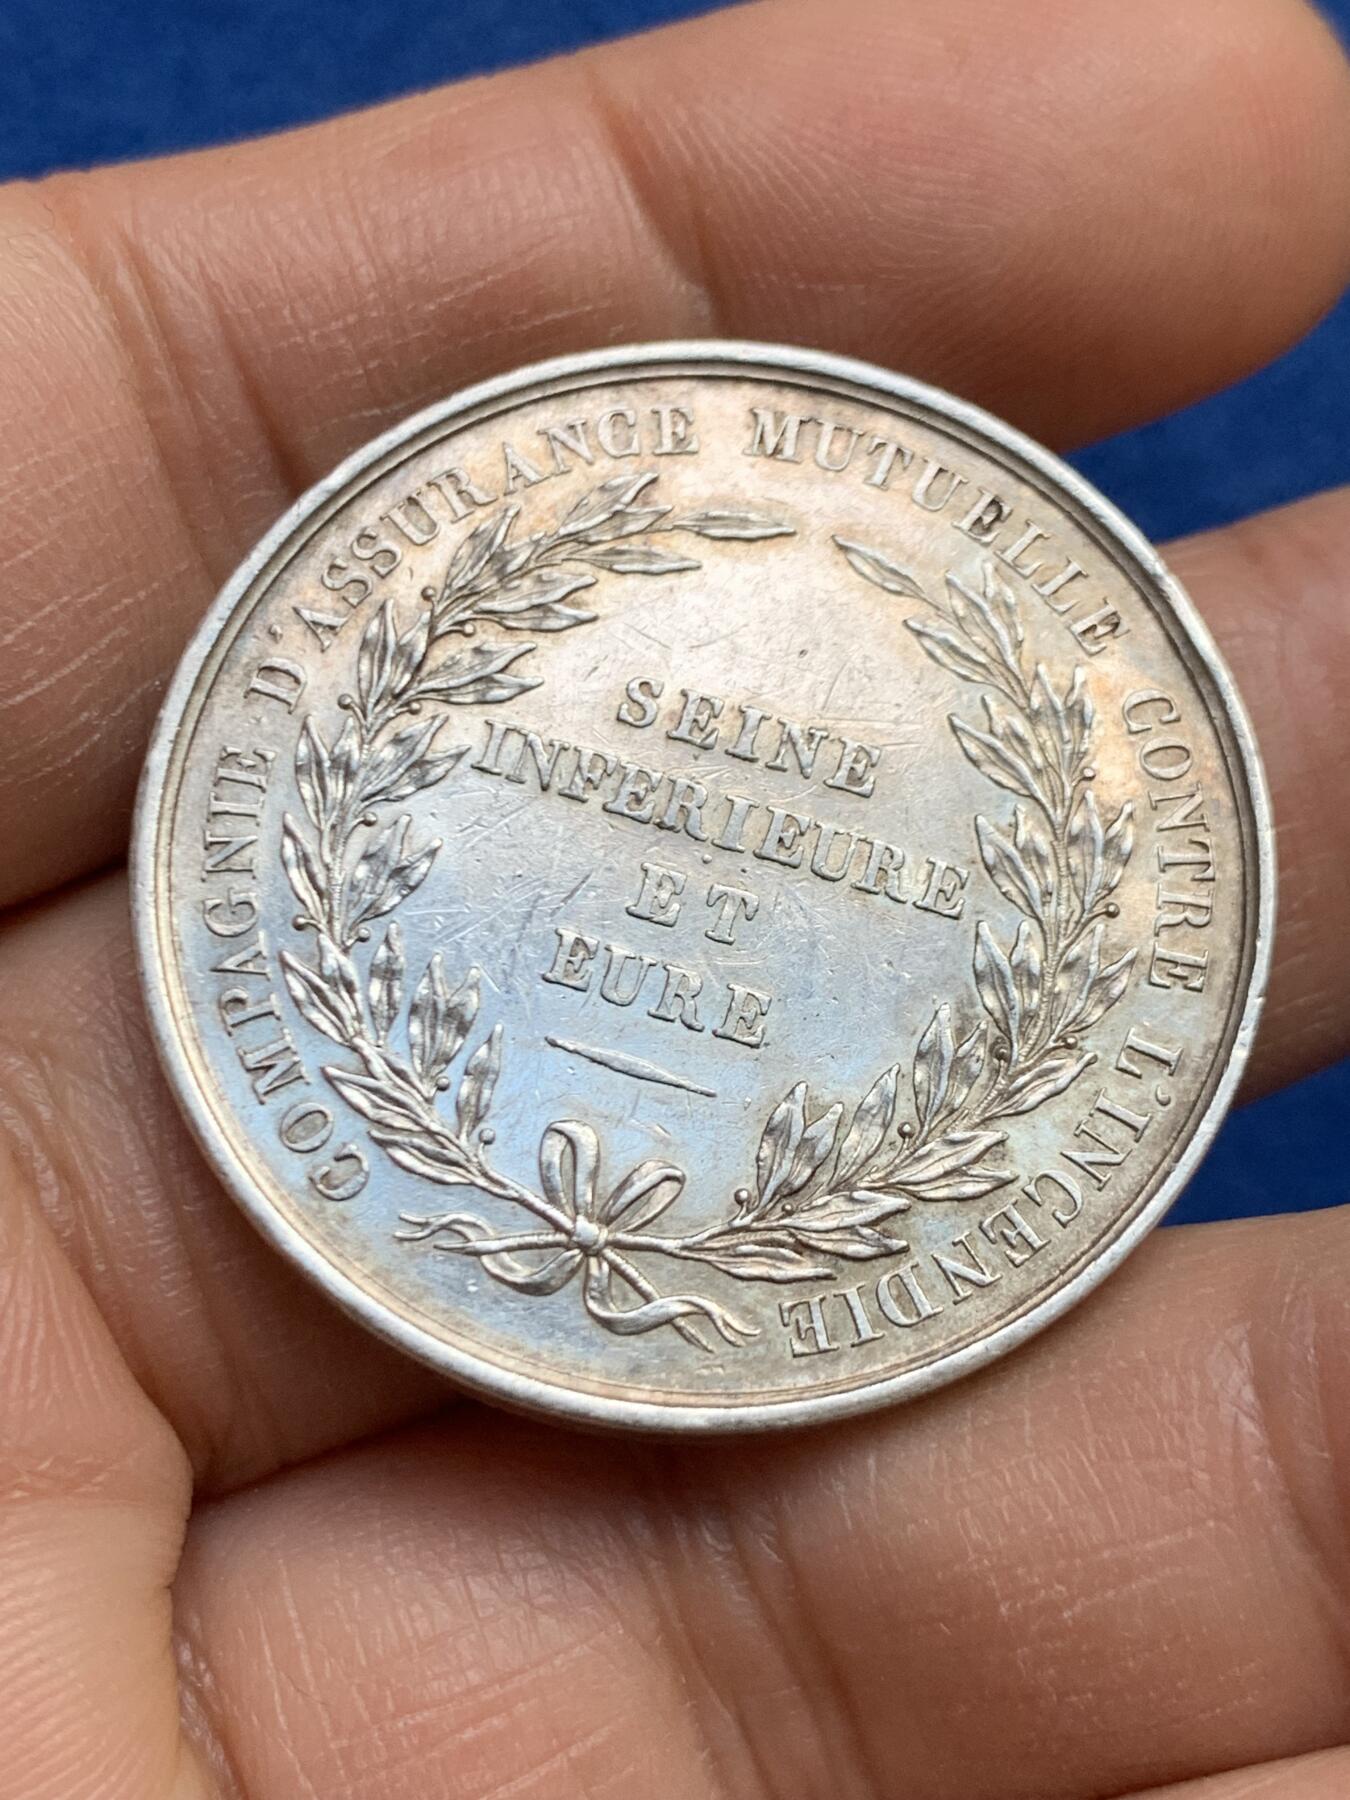 COMPAGNIE D'ASSURANCE MUTUELLE CONTRE L'INCENDIE
SEINE
INFERIEURE
ET
EURE